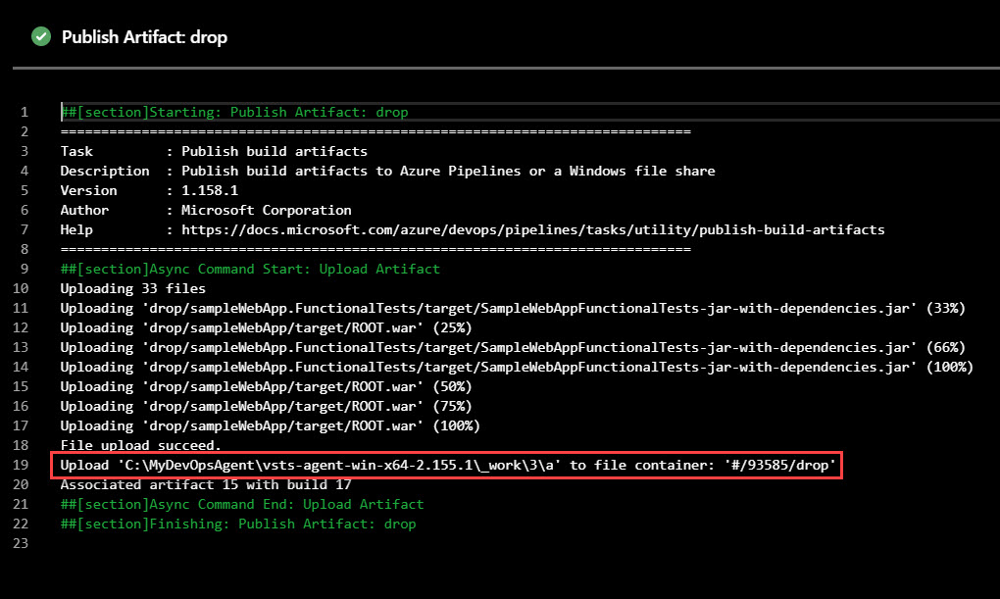 Publish Artifact: drop
1 ##[section]Starting: Publish Artifact: drop
2 ==============================================================================
3 Task         : Publish build artifacts
4 Description  : Publish build artifacts to Azure Pipelines or a Windows file share
5 Version      : 1.158.1
6 Author       : Microsoft Corporation
7 Help         : https://docs.microsoft.com/azure/devops/pipelines/tasks/utility/publish-build-artifacts
8 ==============================================================================
9 ##[section]Async Command Start: Upload Artifact
10 Uploading 33 files
11 Uploading 'drop/sampleWebApp.FunctionalTests/target/SampleWebAppFunctionalTests-jar-with-dependencies.jar' (33%)
12 Uploading 'drop/sampleWebApp/target/ROOT.war' (25%)
13 Uploading 'drop/sampleWebApp.FunctionalTests/target/SampleWebAppFunctionalTests-jar-with-dependencies.jar' (66%)
14 Uploading 'drop/sampleWebApp.FunctionalTests/target/SampleWebAppFunctionalTests-jar-with-dependencies.jar' (100%)
15 Uploading 'drop/sampleWebApp/target/ROOT.war' (50%)
16 Uploading 'drop/sampleWebApp/target/ROOT.war' (75%)
17 Uploading 'drop/sampleWebApp/target/ROOT.war' (100%)
18 File upload succeed.
19 Upload 'C:\MyDevOpsAgent\vsts-agent-win-x64-2.155.1\_work\3\a' to file container: '#/93585/drop'
20 Associated artifact 15 with build 17
21 ##[section]Async Command End: Upload Artifact
22 ##[section]Finishing: Publish Artifact: drop
23